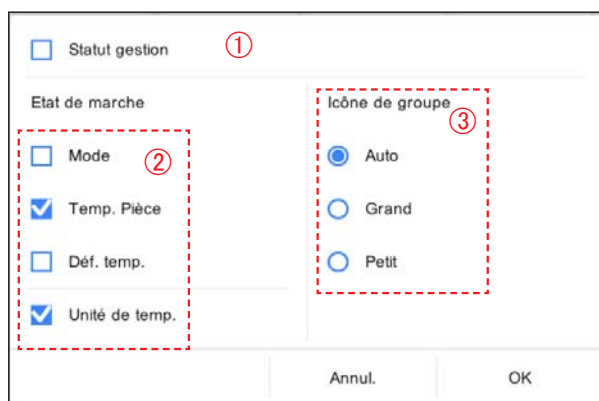 Statut gestion ①
Etat de marche
② Mode
Temp. Pièce
Déf. temp.
Unité de temp.
Icône de groupe
③
Auto
Grand
Petit
Annul. OK